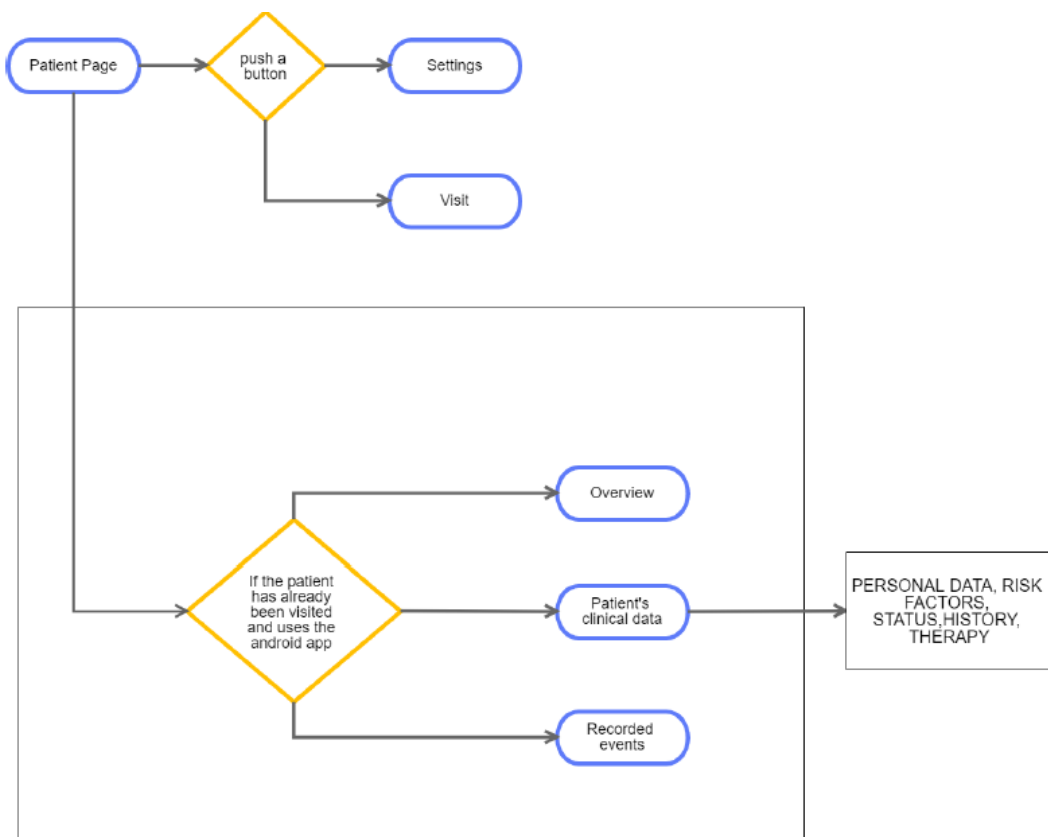 Patient Page
push a
button
Settings
Visit
Overview
If the patient
has already
been visited
and uses the
android app
Patient's
clinical data
PERSONAL DATA, RISK
FACTORS,
STATUS,HISTORY,
THERAPY
Recorded
events